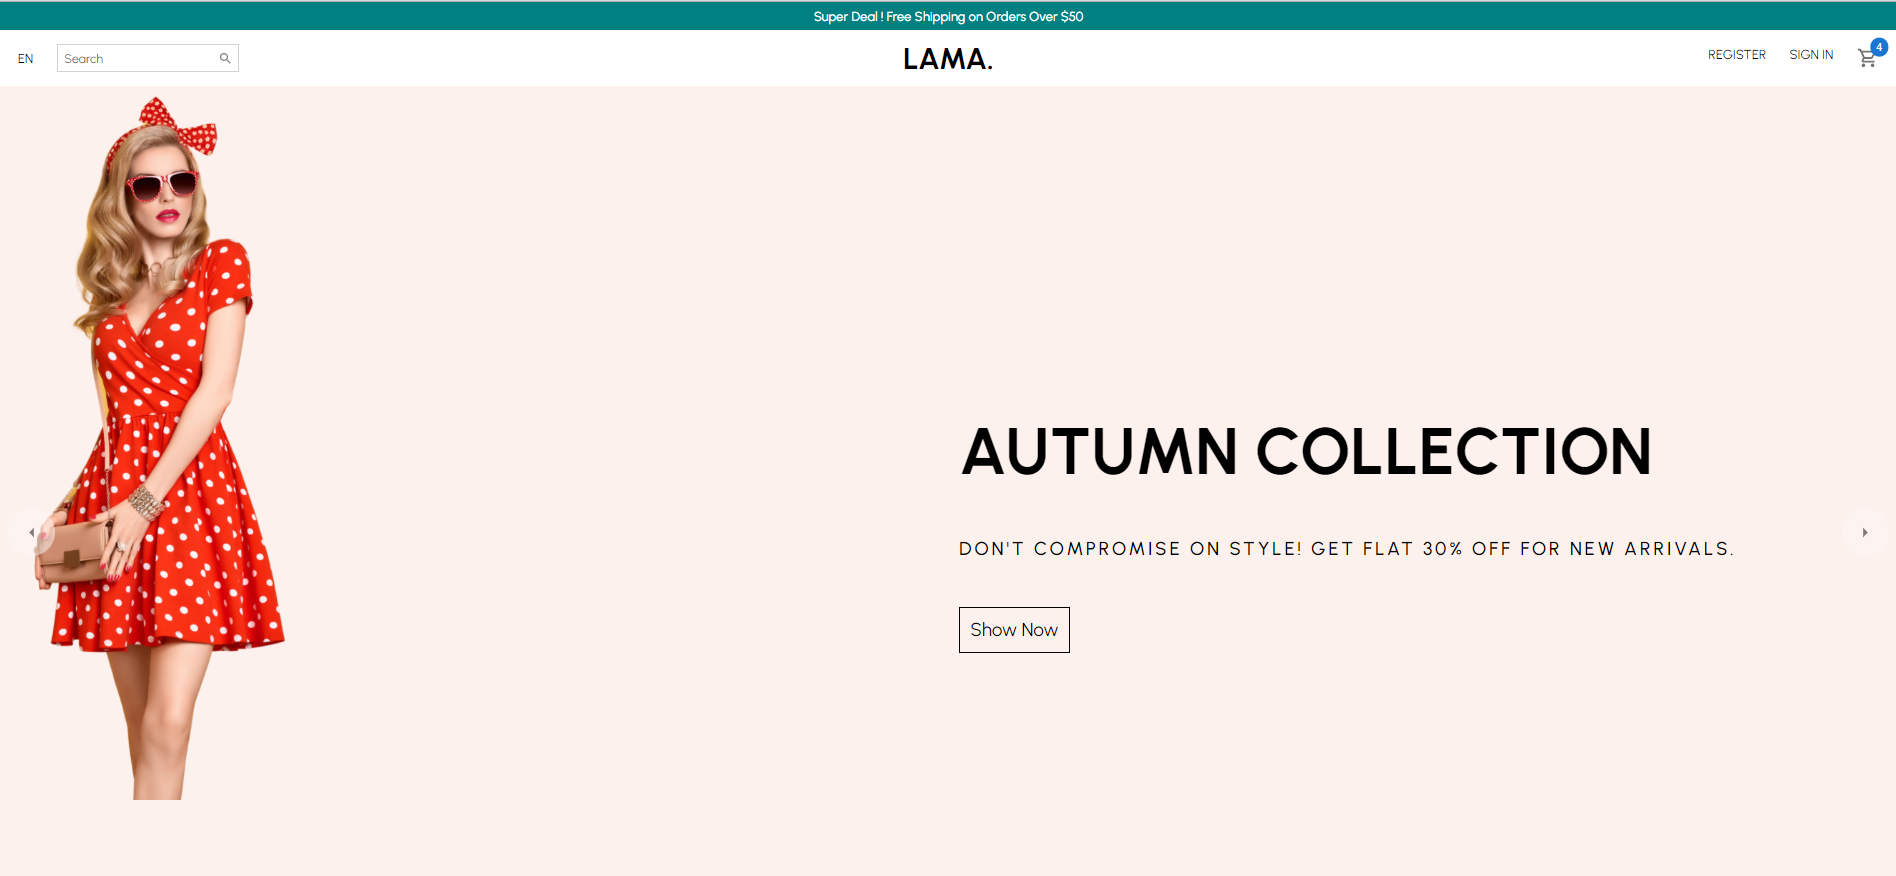 Super Deal ! Free Shipping on Orders Over $50
EN
Search
LAMA.
REGISTER
SIGN IN
4
AUTUMN COLLECTION
DON'T COMPROMISE ON STYLE! GET FLAT 30% OFF FOR NEW ARRIVALS.
Show Now